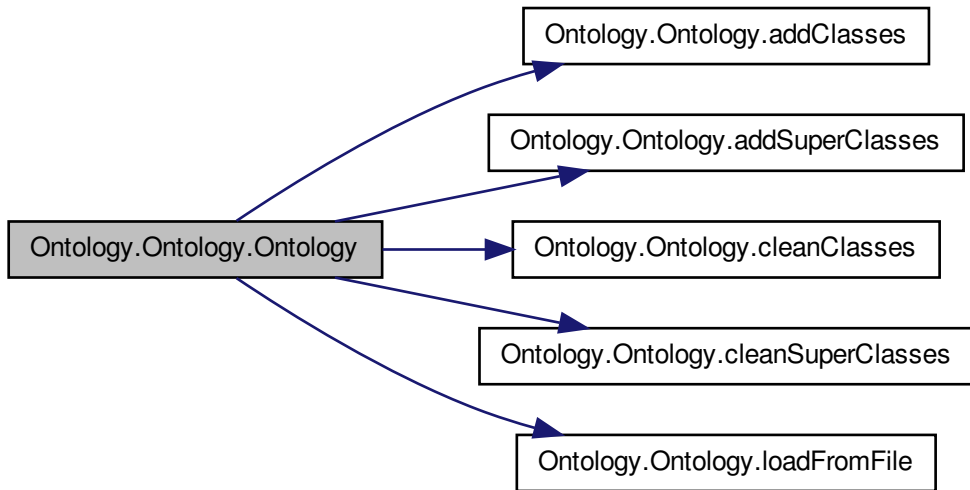 Ontology.Ontology.addClasses
Ontology.Ontology.addSuperClasses
Ontology.Ontology.Ontology
Ontology.Ontology.cleanClasses
Ontology.Ontology.cleanSuperClasses
Ontology.Ontology.loadFromFile